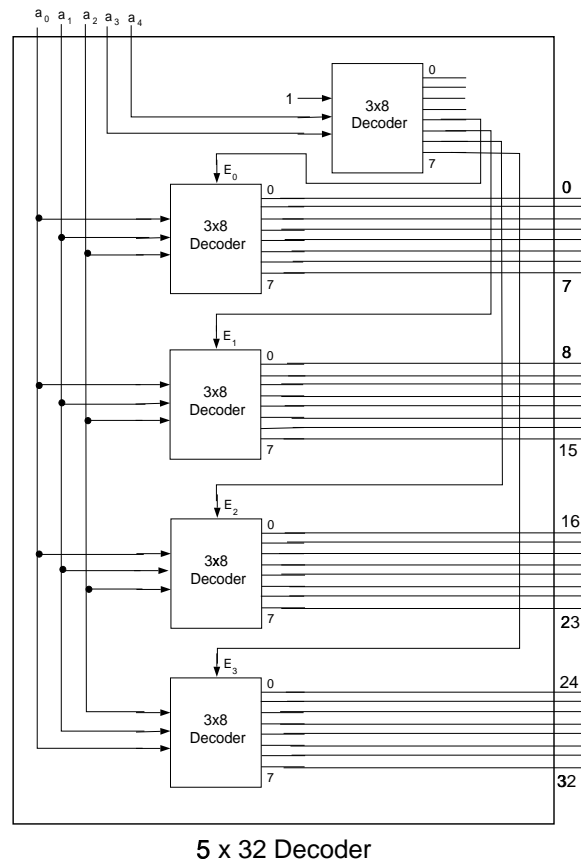 a0 a1 a2 a3 a4
0
1
3x8
Decoder
7
E0
0
0
3x8
Decoder
7
7
E1
0
8
3x8
Decoder
7
15
E2
0
16
3x8
Decoder
7
23
E3
0
24
3x8
Decoder
7
32
5 x 32 Decoder